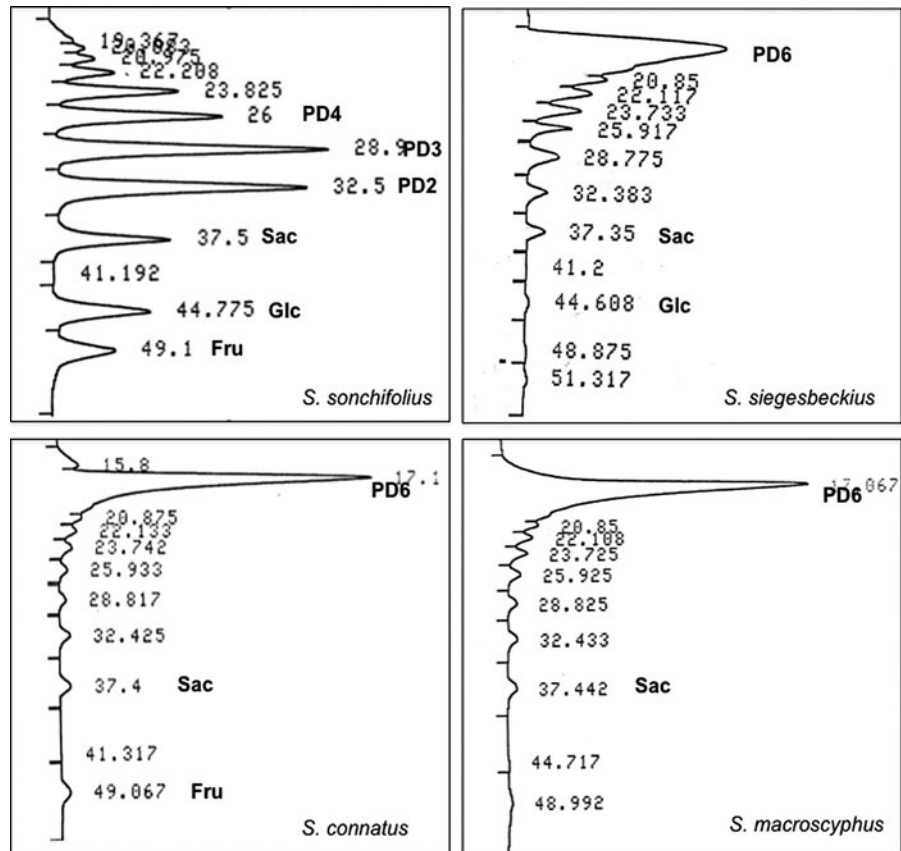 19.367
20.083
20.975
22.208
23.825
26 PD4
28.9 PD3
32.5 PD2
37.5 Sac
41.192
44.775 Glc
49.1 Fru
S. sonchifolius
PD6
20.85
22.117
23.733
25.917
28.775
32.383
37.35 Sac
41.2
44.608 Glc
48.875
51.317
S. siegesbeckius
15.8
17.1
PD6
20.875
22.133
23.742
25.933
28.817
32.425
37.4 Sac
41.317
49.067 Fru
S. connatus
17.067
PD6
20.85
22.108
23.725
25.925
28.825
32.433
37.442 Sac
44.717
48.992
S. macroscyphus